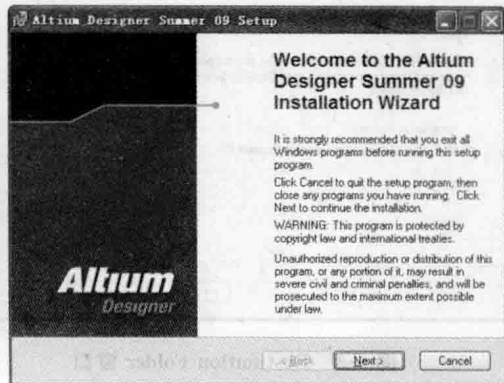 Altium Designer Summer 09 Setup
Welcome to the Altium
Designer Summer 09
Installation Wizard
It is strongly recommended that you exit all
Windows programs before running this setup
program.
Click Cancel to quit the setup program, then
close any programs you have running. Click
Next to continue the installation.
WARNING: This program is protected by
copyright law and international treaties.
Unauthorized reproduction or distribution of this
program, or any portion of it, may result in
severe civil and criminal penalties, and will be
prosecuted to the maximum extent possible
under law.
Altium
Designer
< Back Next > Cancel